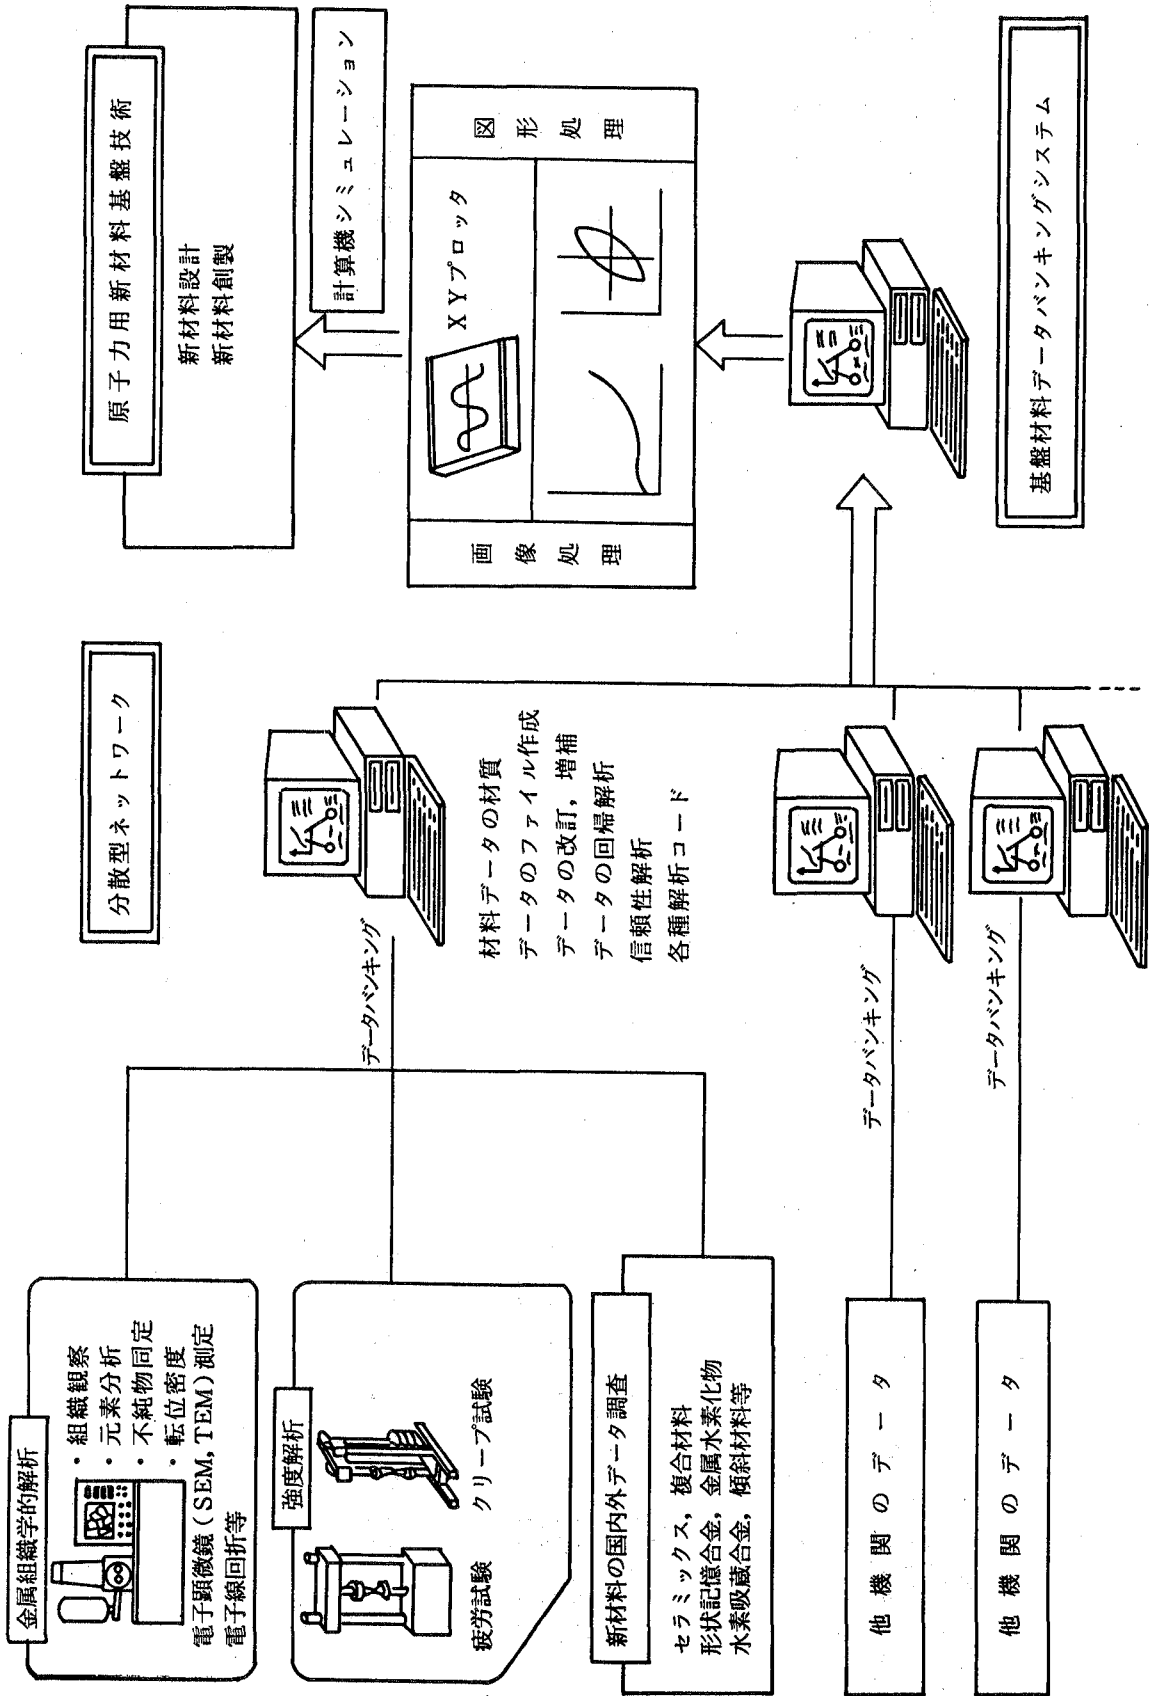 金属組織学的解析
・組織観察
・元素分析
・不純物同定
・転位密度
電子顕微鏡(SEM, TEM)測定
電子線回折等
強度解析
疲労試験
クリープ試験
新材料の国内外データ調査
セラミックス，複合材料
形状記憶合金，金属水素化物
水素吸蔵合金，傾斜材料等
他機関のデータ
他機関のデータ
分散型ネットワーク
データバンキング
材料データの材質
データのファイル作成
データの改訂，増補
データの回帰解析
信頼性解析
各種解析コード
データバンキング
データバンキング
原子力用新材料基盤技術
新材料設計
新材料創製
計算機シミュレーション
画像処理
XYプロッタ
図形処理
基盤材料データバンキングシステム